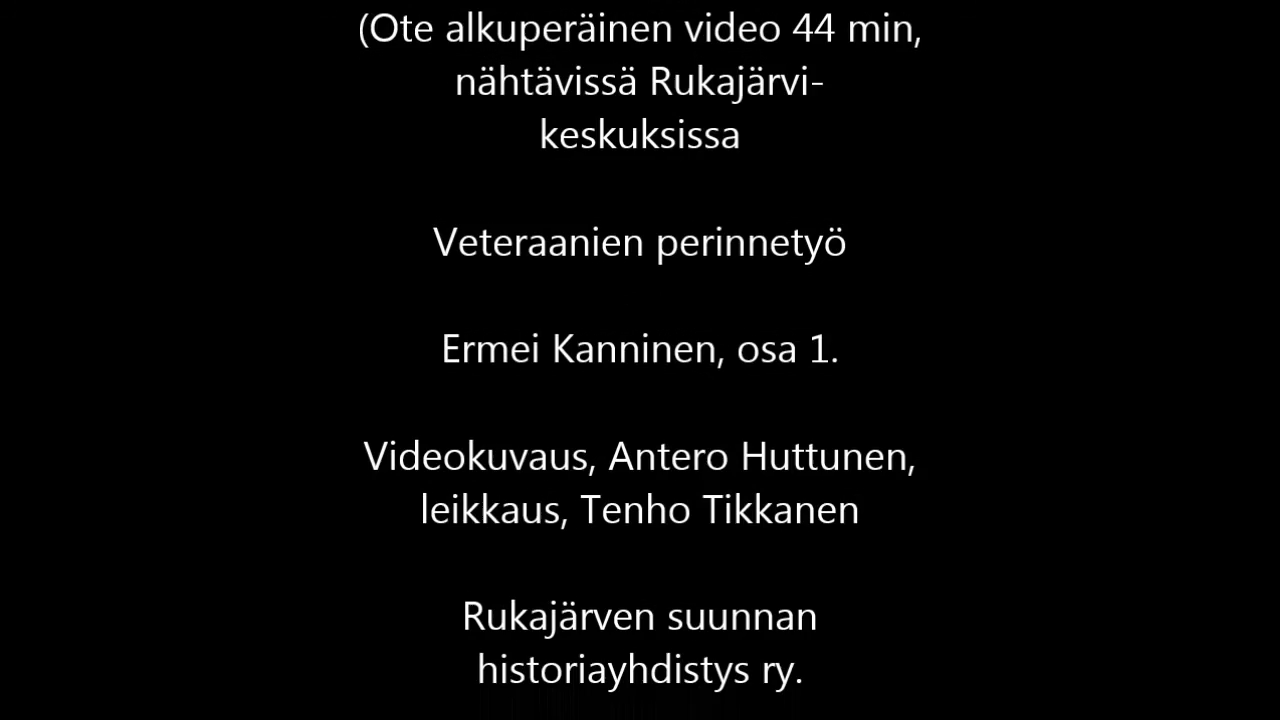 (Ote alkuperäinen video 44 min,
nähtävissä Rukajärvi-
keskuksissa
Veteraanien perinnetyö
Ermei Kanninen, osa 1.
Videokuvaus, Antero Huttunen,
leikkaus, Tenho Tikkanen
Rukajärven suunnan
historiayhdistys ry.